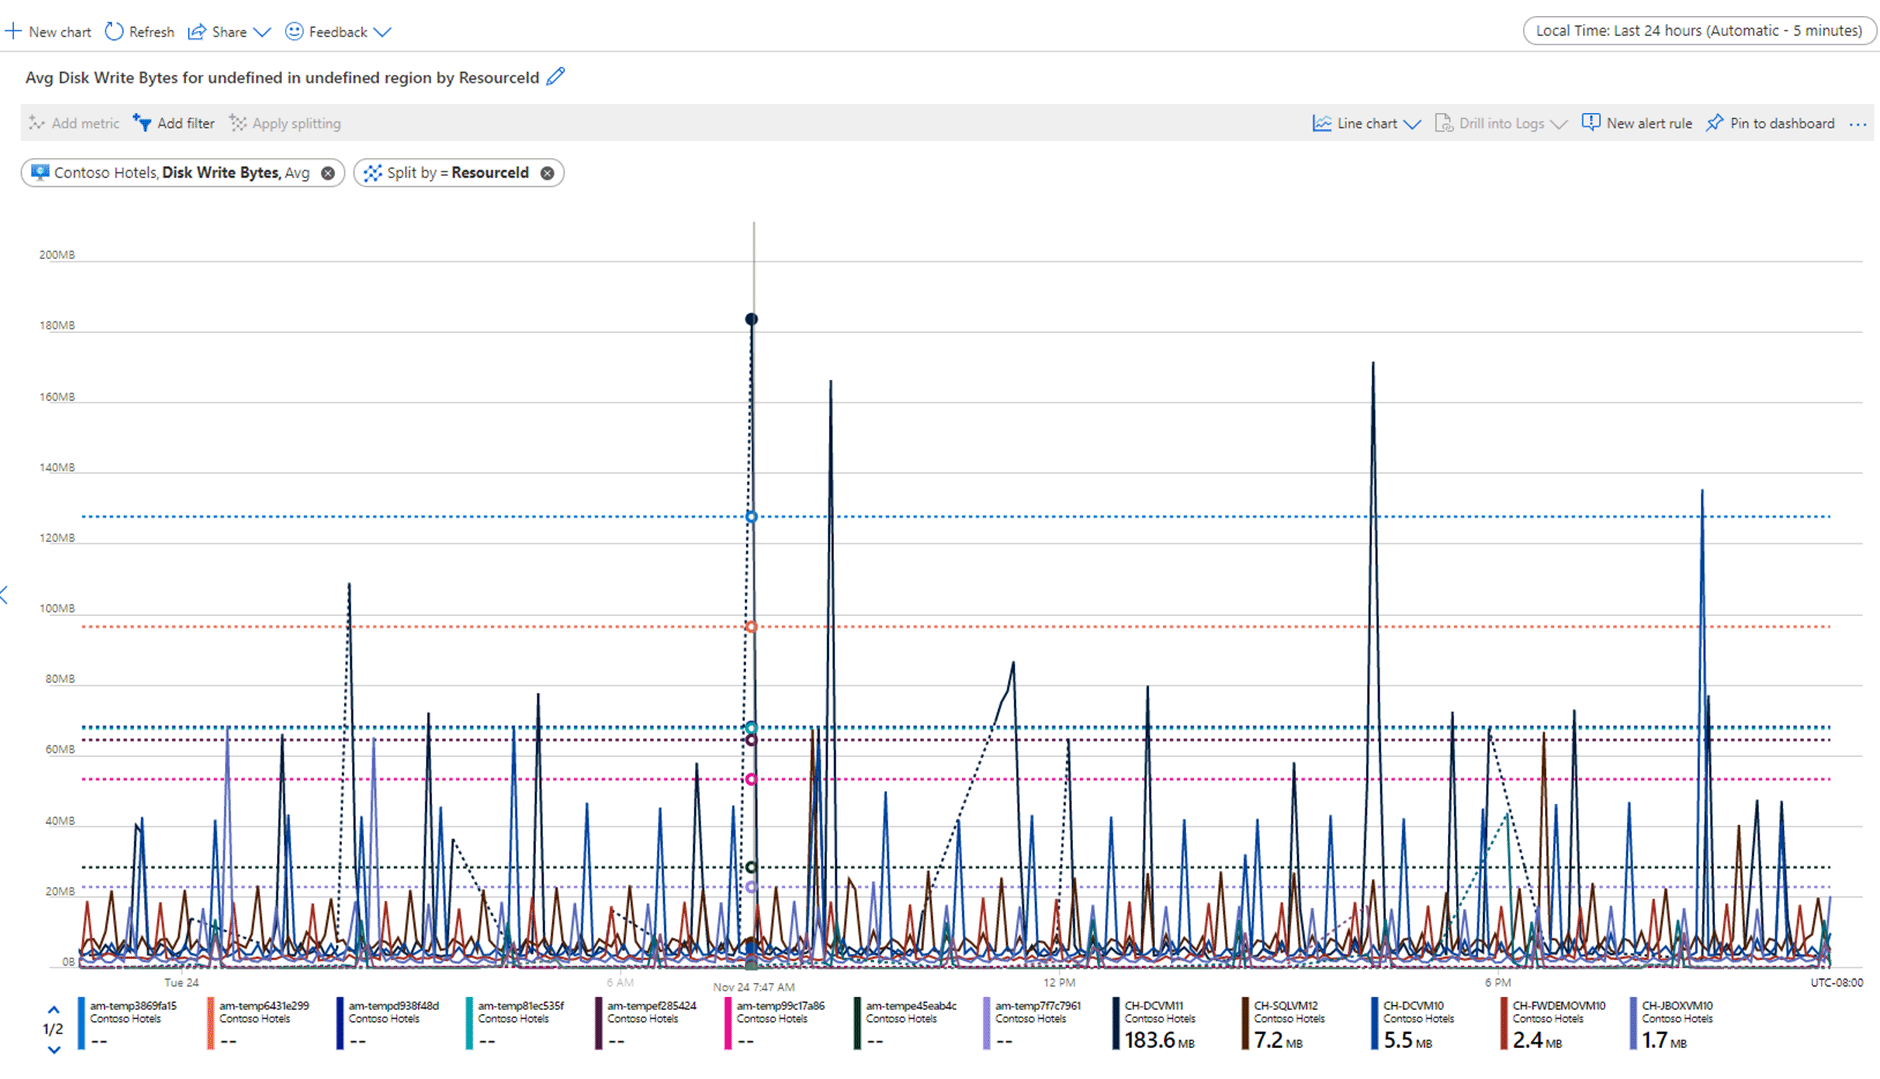 New chart Refresh Share Feedback Local Time: Last 24 hours (Automatic - 5 minutes)
Avg Disk Write Bytes for undefined in undefined region by ResourceId
Add metric Add filter Apply splitting Line chart Drill into Logs New alert rule Pin to dashboard ...
Contoso Hotels, Disk Write Bytes, Avg Split by = ResourceId
200MB
180MB
160MB
140MB
120MB
100MB
80MB
60MB
40MB
20MB
0B
Tue 24 6 AM Nov 24 7:47 AM 12 PM 6 PM UTC-08:00
1/2
am-temp3869fa15 am-temp6431e299 am-tempd938f48d am-temp81ec535f am-tempef285424 am-temp99c17a86 am-tempe45eab4c am-temp7f7c7961 CH-DCVM11 CH-SQLVM12 CH-DCVM10 CH-FWDEMOVM10 CH-JBOXVM10
Contoso Hotels Contoso Hotels Contoso Hotels Contoso Hotels Contoso Hotels Contoso Hotels Contoso Hotels Contoso Hotels Contoso Hotels Contoso Hotels Contoso Hotels Contoso Hotels Contoso Hotels
-- -- -- -- -- -- -- -- 183.6 MB 7.2 MB 5.5 MB 2.4 MB 1.7 MB